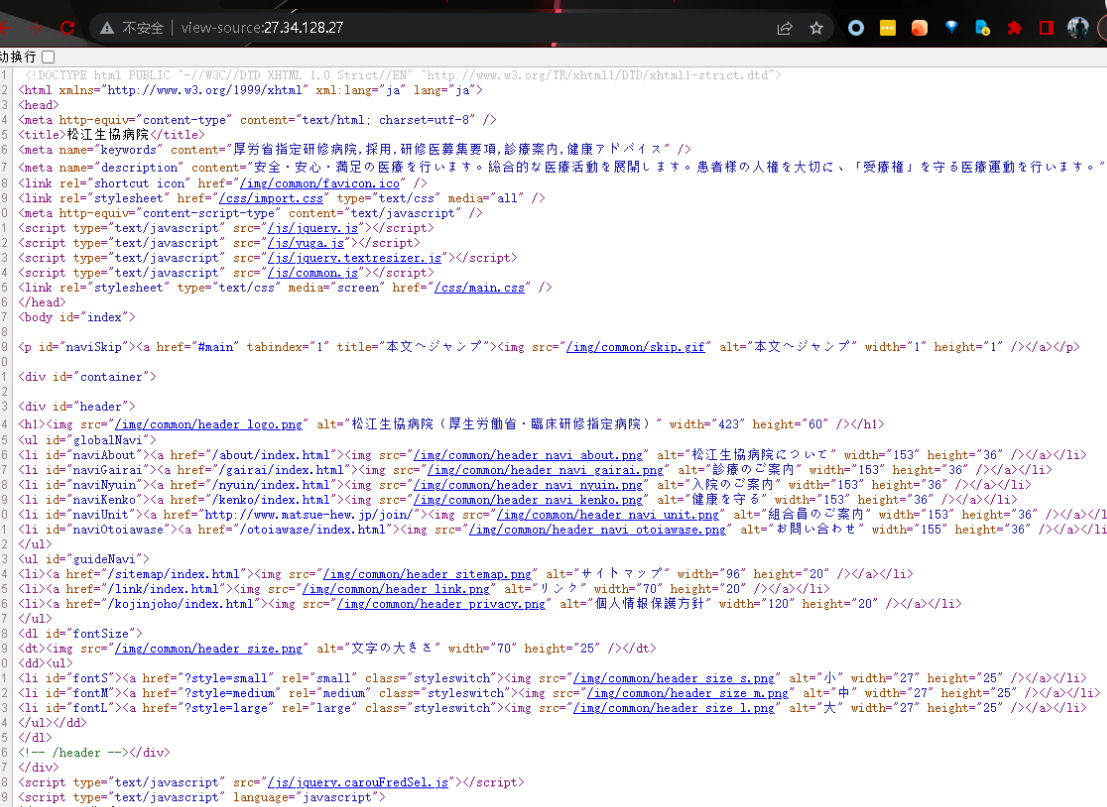 不安全 | view-source:27.34.128.27
动换行
1 <!DOCTYPE html PUBLIC "-//W3C//DTD XHTML 1.0 Strict//EN" "http://www.w3.org/TR/xhtml1/DTD/xhtml1-strict.dtd">
2 <html xmlns="http://www.w3.org/1999/xhtml" xml:lang="ja" lang="ja">
3 <head>
4 <meta http-equiv="content-type" content="text/html; charset=utf-8" />
5 <title>松江生協病院</title>
6 <meta name="keywords" content="厚労省指定研修病院,採用,研修医募集要項,診療案内,健康アドバイス" />
7 <meta name="description" content="安全・安心・満足の医療を行います。総合的な医療活動を展開します。患者様の人権を大切に、「受療権」を守る医療運動を行います。"
8 <link rel="shortcut icon" href="/img/common/favicon.ico" />
9 <link rel="stylesheet" href="/css/import.css" type="text/css" media="all" />
0 <meta http-equiv="content-script-type" content="text/javascript" />
1 <script type="text/javascript" src="/js/jquery.js"></script>
2 <script type="text/javascript" src="/js/yuga.js"></script>
3 <script type="text/javascript" src="/js/jquery.textresizer.js"></script>
4 <script type="text/javascript" src="/js/common.js"></script>
5 <link rel="stylesheet" type="text/css" media="screen" href="/css/main.css" />
6 </head>
7 <body id="index">
8
9 <p id="naviSkip"><a href="#main" tabindex="1" title="本文へジャンプ"><img src="/img/common/skip.gif" alt="本文へジャンプ" width="1" height="1" /></a></p>
0
1 <div id="container">
2
3 <div id="header">
4 <h1><img src="/img/common/header_logo.png" alt="松江生協病院（厚生労働省・臨床研修指定病院）" width="423" height="60" /></h1>
5 <ul id="globalNavi">
6 <li id="naviAbout"><a href="/about/index.html"><img src="/img/common/header_navi_about.png" alt="松江生協病院について" width="153" height="36" /></a></li>
7 <li id="naviGairai"><a href="/gairai/index.html"><img src="/img/common/header_navi_gairai.png" alt="診療のご案内" width="153" height="36" /></a></li>
8 <li id="naviNyuin"><a href="/nyuin/index.html"><img src="/img/common/header_navi_nyuin.png" alt="入院のご案内" width="153" height="36" /></a></li>
9 <li id="naviKenko"><a href="/kenko/index.html"><img src="/img/common/header_navi_kenko.png" alt="健康を守る" width="153" height="36" /></a></li>
0 <li id="naviUnit"><a href="http://www.matsue-hew.jp/join/"><img src="/img/common/header_navi_unit.png" alt="組合員のご案内" width="153" height="36" /></a></l
1 <li id="naviOtoiawase"><a href="/otoiawase/index.html"><img src="/img/common/header_navi_otoiawase.png" alt="お問い合わせ" width="155" height="36" /></a></li
2 </ul>
3 <ul id="guideNavi">
4 <li><a href="/sitemap/index.html"><img src="/img/common/header_sitemap.png" alt="サイトマップ" width="96" height="20" /></a></li>
5 <li><a href="/link/index.html"><img src="/img/common/header_link.png" alt="リンク" width="70" height="20" /></a></li>
6 <li><a href="/kojinjoho/index.html"><img src="/img/common/header_privacy.png" alt="個人情報保護方針" width="120" height="20" /></a></li>
7 </ul>
8 <dl id="fontSize">
9 <dt><img src="/img/common/header_size.png" alt="文字の大きさ" width="70" height="25" /></dt>
0 <dd><ul>
1 <li id="fontS"><a href="?style=small" rel="small" class="styleswitch"><img src="/img/common/header_size_s.png" alt="小" width="27" height="25" /></a></li>
2 <li id="fontM"><a href="?style=medium" rel="medium" class="styleswitch"><img src="/img/common/header_size_m.png" alt="中" width="27" height="25" /></a></li>
3 <li id="fontL"><a href="?style=large" rel="large" class="styleswitch"><img src="/img/common/header_size_l.png" alt="大" width="27" height="25" /></a></li>
4 </ul></dd>
5 </dl>
6 <!-- /header --></div>
7 </div>
8 <script type="text/javascript" src="/js/jquery.carouFredSel.js"></script>
9 <script type="text/javascript" language="javascript">